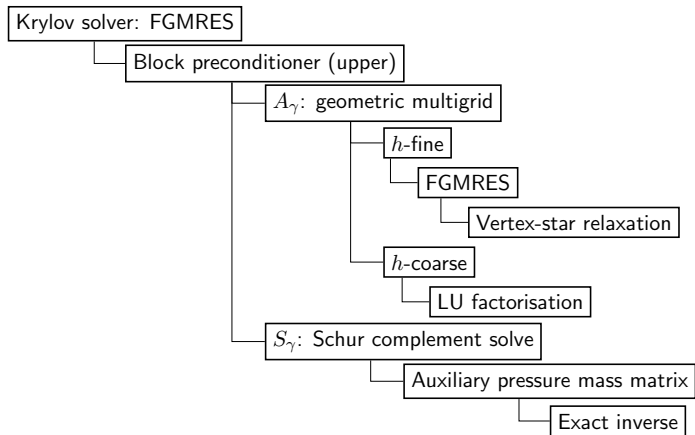 Krylov solver: FGMRES
Block preconditioner (upper)
A_γ: geometric multigrid
h-fine
FGMRES
Vertex-star relaxation
h-coarse
LU factorisation
S_γ: Schur complement solve
Auxiliary pressure mass matrix
Exact inverse